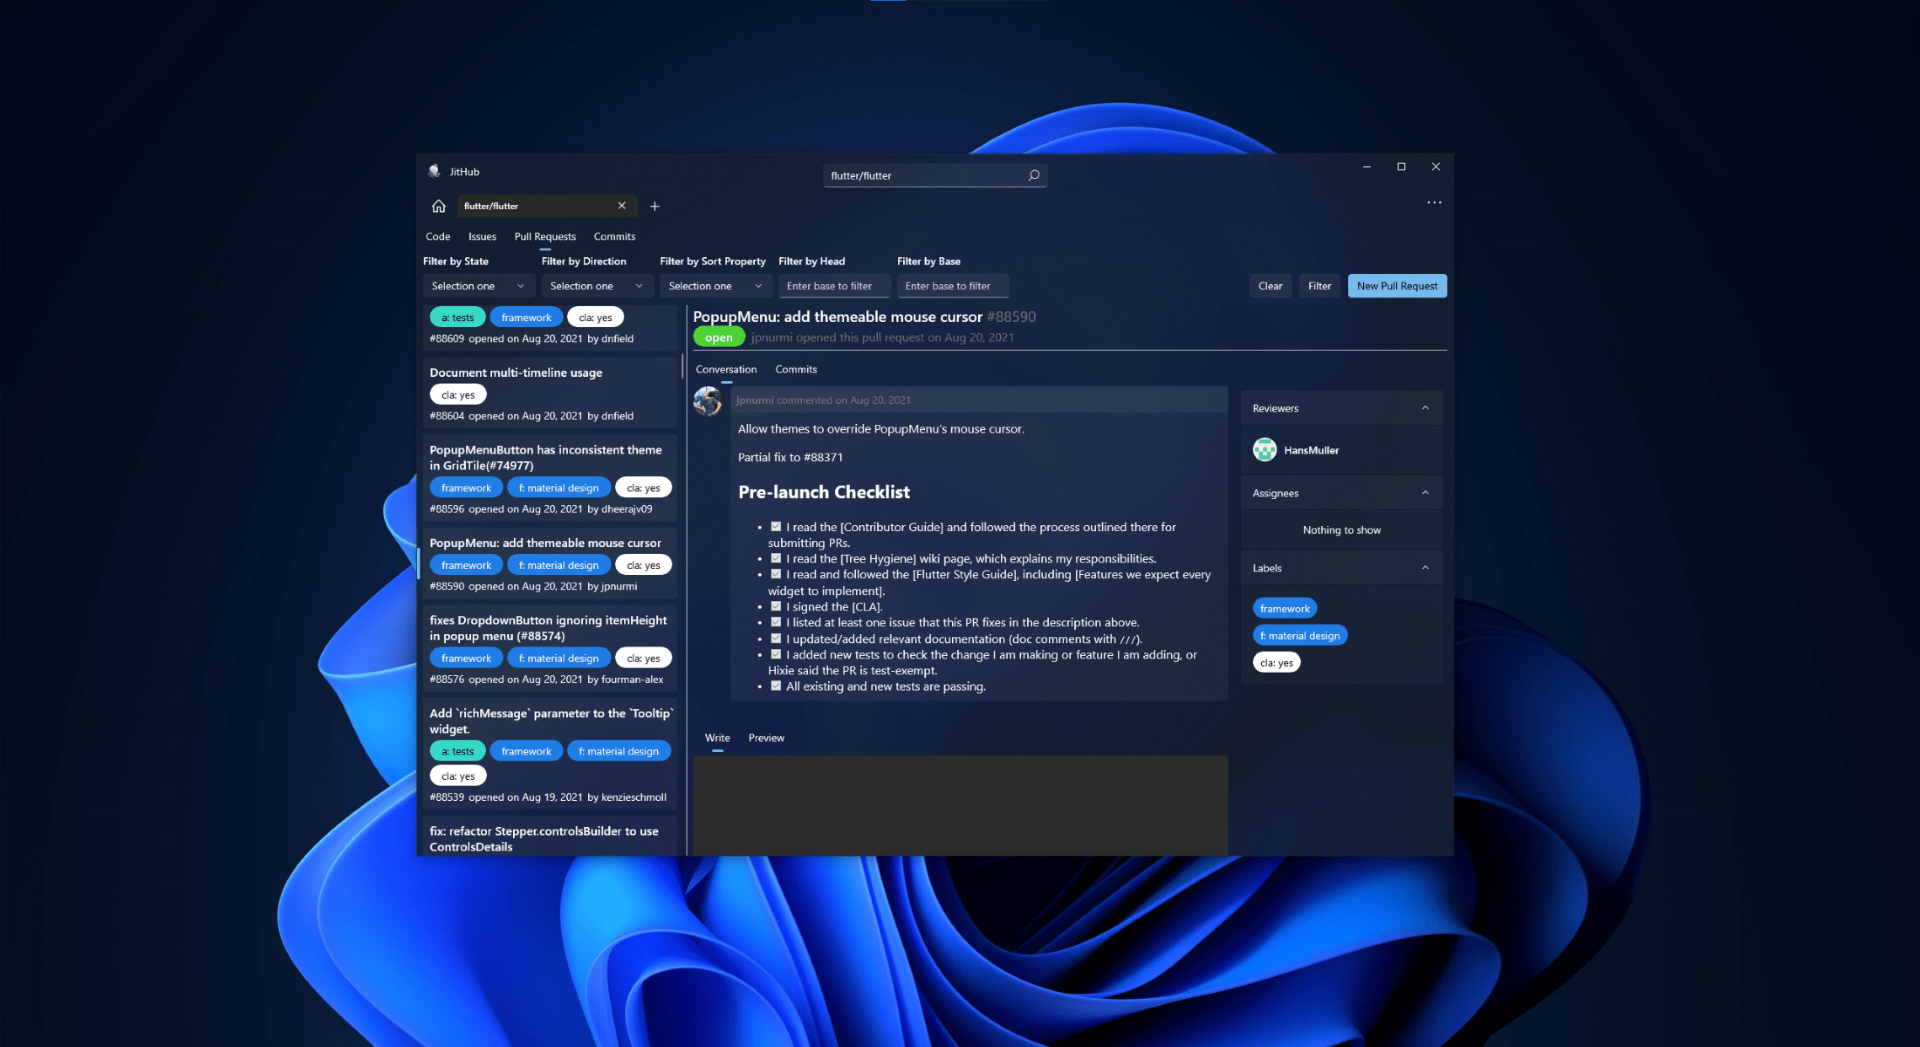 JitHub
flutter/flutter
flutter/flutter
Code Issues Pull Requests Commits
Filter by State Filter by Direction Filter by Sort Property Filter by Head Filter by Base
Selection one Selection one Selection one Enter base to filter Enter base to filter Clear Filter New Pull Request
a: tests framework cla: yes
#88609 opened on Aug 20, 2021 by dnfield
Document multi-timeline usage
cla: yes
#88604 opened on Aug 20, 2021 by dnfield
PopupMenuButton has inconsistent theme
in GridTile(#74977)
framework f: material design cla: yes
#88596 opened on Aug 20, 2021 by dheerajv09
PopupMenu: add themeable mouse cursor
framework f: material design cla: yes
#88590 opened on Aug 20, 2021 by jpnurmi
fixes DropdownButton ignoring itemHeight
in popup menu (#88574)
framework f: material design cla: yes
#88576 opened on Aug 20, 2021 by fourman-alex
Add `richMessage` parameter to the `Tooltip`
widget.
a: tests framework f: material design
cla: yes
#88539 opened on Aug 19, 2021 by kenzieschmoll
fix: refactor Stepper.controlsBuilder to use
ControlsDetails
PopupMenu: add themeable mouse cursor #88590
open jpnurmi opened this pull request on Aug 20, 2021
Conversation Commits
jpnurmi commented on Aug 20, 2021
Allow themes to override PopupMenu's mouse cursor.
Partial fix to #88371
Pre-launch Checklist
• ☑ I read the [Contributor Guide] and followed the process outlined there for
submitting PRs.
• ☑ I read the [Tree Hygiene] wiki page, which explains my responsibilities.
• ☑ I read and followed the [Flutter Style Guide], including [Features we expect every
widget to implement].
• ☑ I signed the [CLA].
• ☑ I listed at least one issue that this PR fixes in the description above.
• ☑ I updated/added relevant documentation (doc comments with ///).
• ☑ I added new tests to check the change I am making or feature I am adding, or
Hixie said the PR is test-exempt.
• ☑ All existing and new tests are passing.
Write Preview
Reviewers
HansMuller
Assignees
Nothing to show
Labels
framework
f: material design
cla: yes